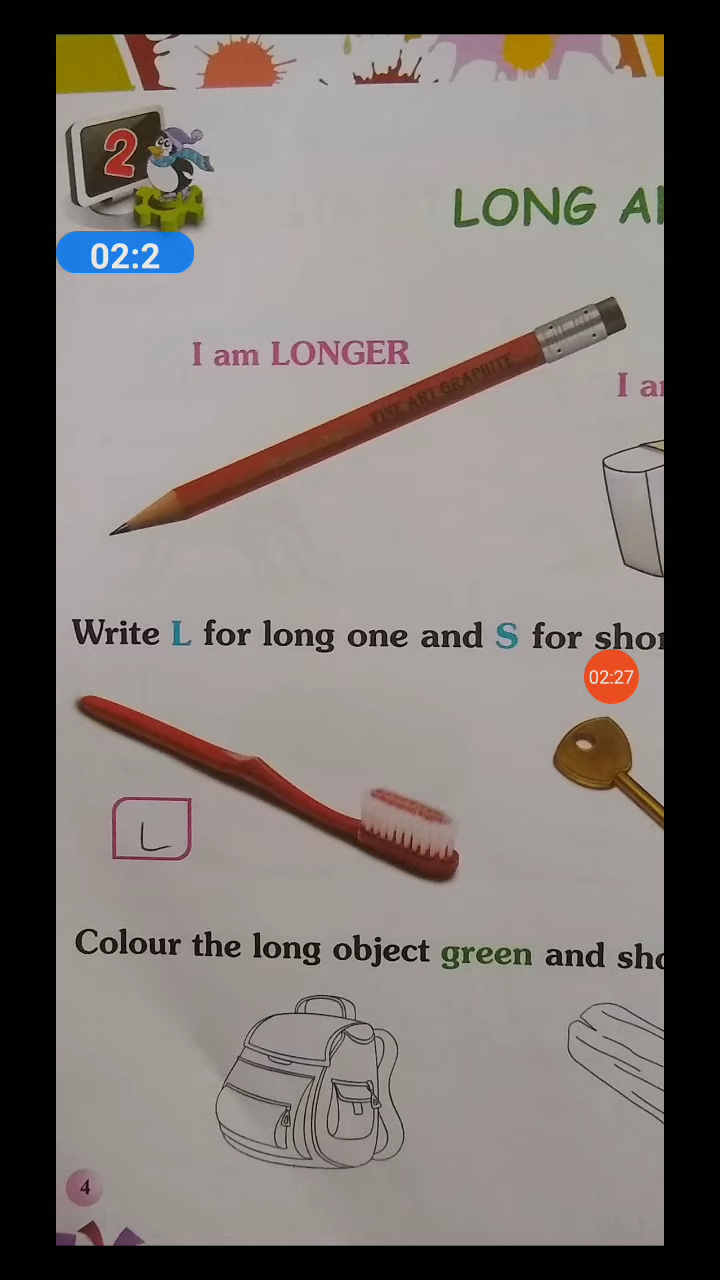 2
LONG A
02:2
I am LONGER
I a
FINE ART GRAPHITE
Write L for long one and S for shor
02:27
L
Colour the long object green and sho
4